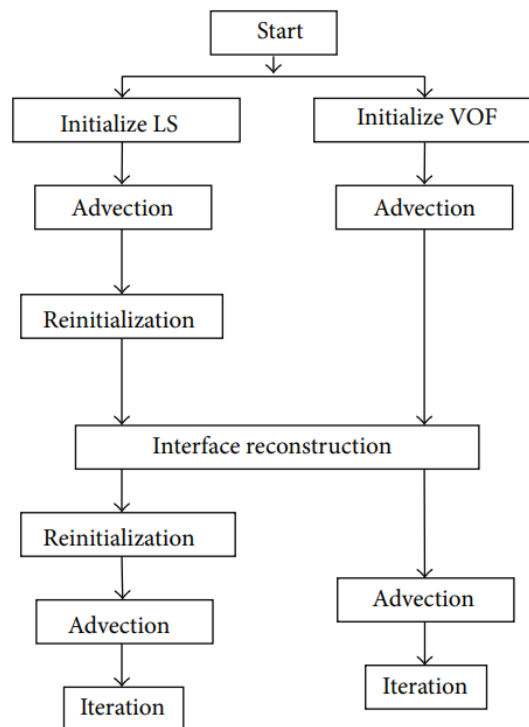 Start
Initialize LS
Initialize VOF
Advection
Advection
Reinitialization
Interface reconstruction
Reinitialization
Advection
Advection
Iteration
Iteration